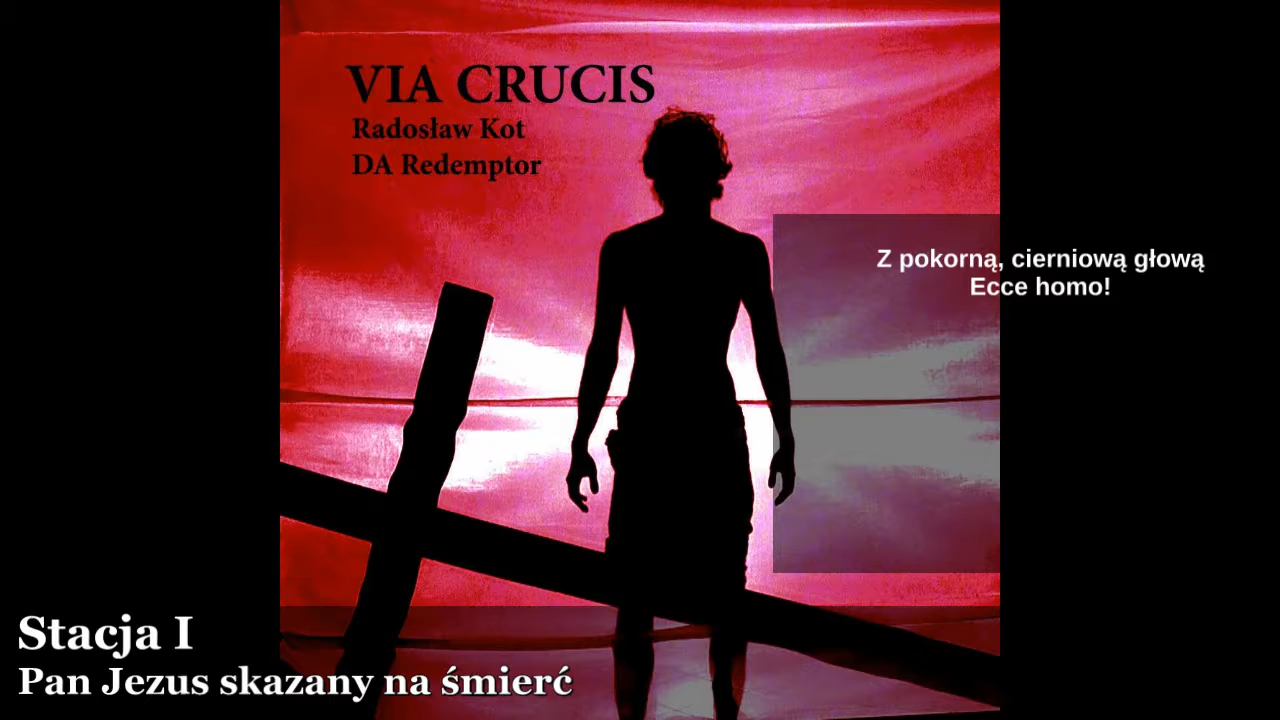 VIA CRUCIS
Radosław Kot
DA Redemptor
Z pokorną, cierniową głową
Ecce homo!
Stacja I
Pan Jezus skazany na śmierć